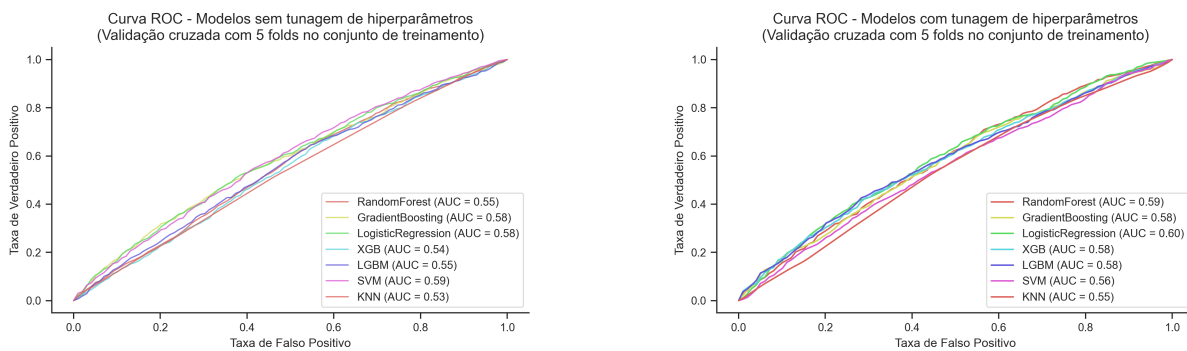 Curva ROC - Modelos sem tunagem de hiperparâmetros
(Validação cruzada com 5 folds no conjunto de treinamento)
1.0
0.8
0.6
0.4
0.2
0.0
Taxa de Verdadeiro Positivo
RandomForest (AUC = 0.55)
GradientBoosting (AUC = 0.58)
LogisticRegression (AUC = 0.58)
XGB (AUC = 0.54)
LGBM (AUC = 0.55)
SVM (AUC = 0.59)
KNN (AUC = 0.53)
0.0 0.2 0.4 0.6 0.8 1.0
Taxa de Falso Positivo
Curva ROC - Modelos com tunagem de hiperparâmetros
(Validação cruzada com 5 folds no conjunto de treinamento)
1.0
0.8
0.6
0.4
0.2
0.0
Taxa de Verdadeiro Positivo
RandomForest (AUC = 0.59)
GradientBoosting (AUC = 0.58)
LogisticRegression (AUC = 0.60)
XGB (AUC = 0.58)
LGBM (AUC = 0.58)
SVM (AUC = 0.56)
KNN (AUC = 0.55)
0.0 0.2 0.4 0.6 0.8 1.0
Taxa de Falso Positivo